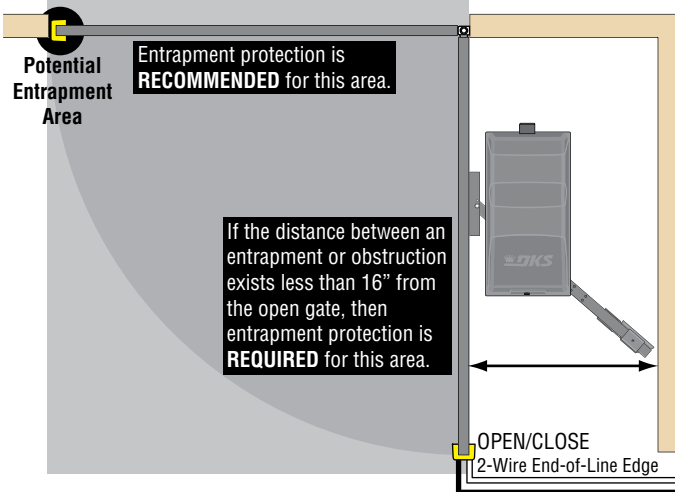 Potential
Entrapment
Area
Entrapment protection is
RECOMMENDED for this area.
If the distance between an
entrapment or obstruction
exists less than 16” from
the open gate, then
entrapment protection is
REQUIRED for this area.
DKS
OPEN/CLOSE
2-Wire End-of-Line Edge